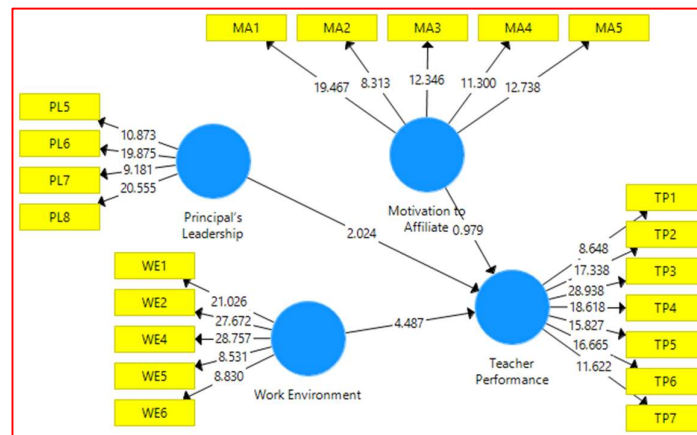 MA1
MA2
MA3
MA4
MA5
19.467
8.313
12.346
11.300
12.738
PL5
PL6
PL7
PL8
10.873
19.875
9.181
20.555
Principal's
Leadership
Motivation to
Affiliate
2.024
0.979
WE1
WE2
WE4
WE5
WE6
21.026
27.672
28.757
8.531
8.830
Work Environment
4.487
Teacher
Performance
8.648
17.338
28.938
18.618
15.827
16.665
11.622
TP1
TP2
TP3
TP4
TP5
TP6
TP7